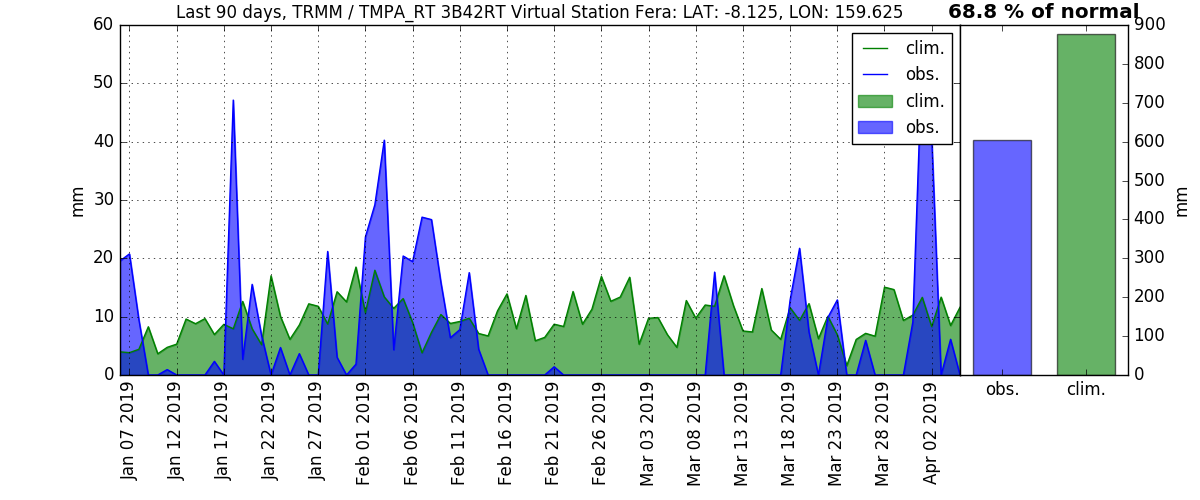 Last 90 days, TRMM / TMPA_RT 3B42RT Virtual Station Fera: LAT: -8.125, LON: 159.625
68.8 % of normal
clim.
obs.
clim.
obs.
60
50
40
30
20
10
0
mm
900
800
700
600
500
400
300
200
100
0
mm
Jan 07 2019
Jan 12 2019
Jan 17 2019
Jan 22 2019
Jan 27 2019
Feb 01 2019
Feb 06 2019
Feb 11 2019
Feb 16 2019
Feb 21 2019
Feb 26 2019
Mar 03 2019
Mar 08 2019
Mar 13 2019
Mar 18 2019
Mar 23 2019
Mar 28 2019
Apr 02 2019
obs.
clim.